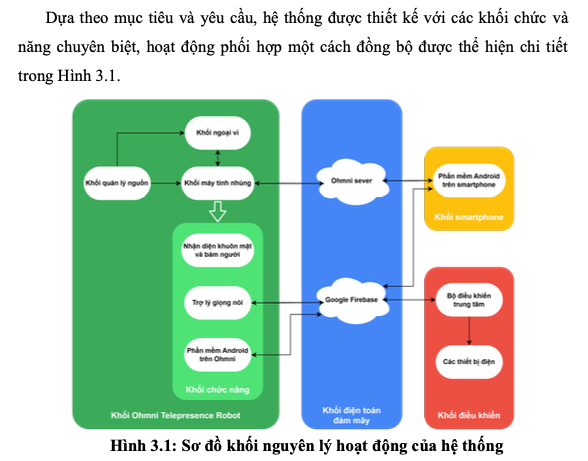 Dựa theo mục tiêu và yêu cầu, hệ thống được thiết kế với các khối chức và
năng chuyên biệt, hoạt động phối hợp một cách đồng bộ được thể hiện chi tiết
trong Hình 3.1.
Khối ngoại vi
Khối quản lý nguồn
Khối máy tính nhúng
Nhận diện khuôn mặt
và bám người
Trợ lý giọng nói
Phần mềm Android
trên Ohmni
Khối chức năng
Khối Ohmni Telepresence Robot
Ohmni sever
Google Firebase
Khối điện toán
đám mây
Phần mềm Android
trên smartphone
Khối smartphone
Bộ điều khiển
trung tâm
Các thiết bị điện
Khối điều khiển
Hình 3.1: Sơ đồ khối nguyên lý hoạt động của hệ thống